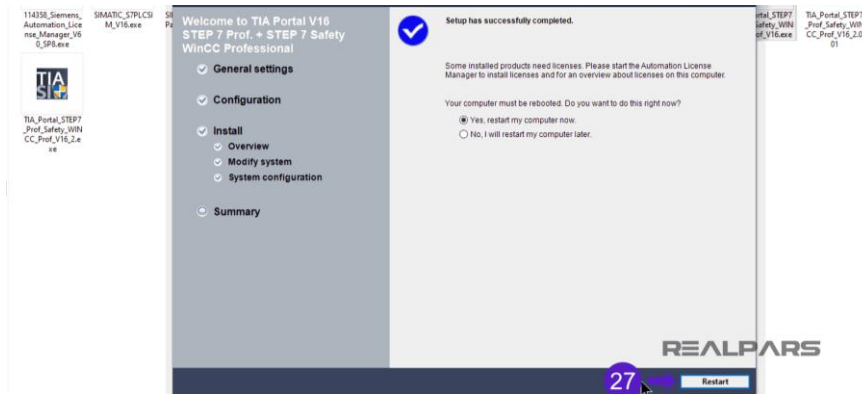 114358_Siemens_
Automation_Lice
nse_Manager_V6
0_SP8.exe
SIMATIC_S7PLCSI
M_V16.exe
TIA
TIA_Portal_STEP7
_Prof_Safety_WIN
CC_Prof_V16_2.e
xe
Welcome to TIA Portal V16
STEP 7 Prof. + STEP 7 Safety
WinCC Professional
General settings
Configuration
Install
Overview
Modify system
System configuration
Summary
Setup has successfully completed.
Some installed products need licenses. Please start the Automation License
Manager to install licenses and for an overview about licenses on this computer.
Your computer must be rebooted. Do you want to do this right now?
Yes, restart my computer now.
No, I will restart my computer later.
REALPARS
27
Restart
TIA_Portal_STEP7
_Prof_Safety_WIN
CC_Prof_V16_2.0
01